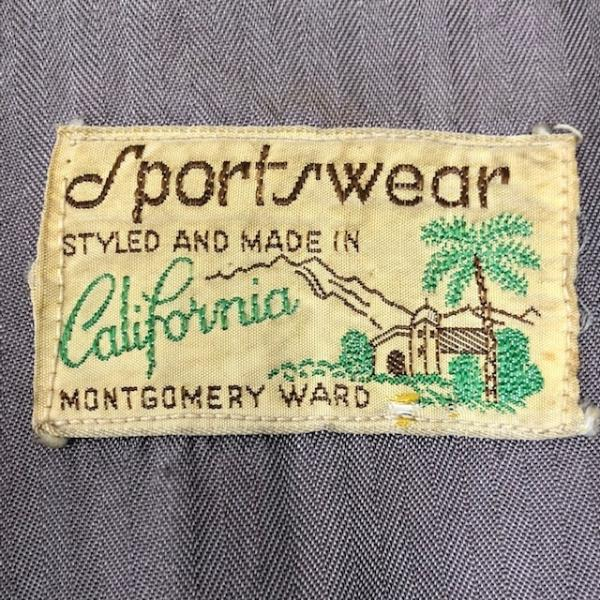 Sportswear
STYLED AND MADE IN
California
MONTGOMERY WARD